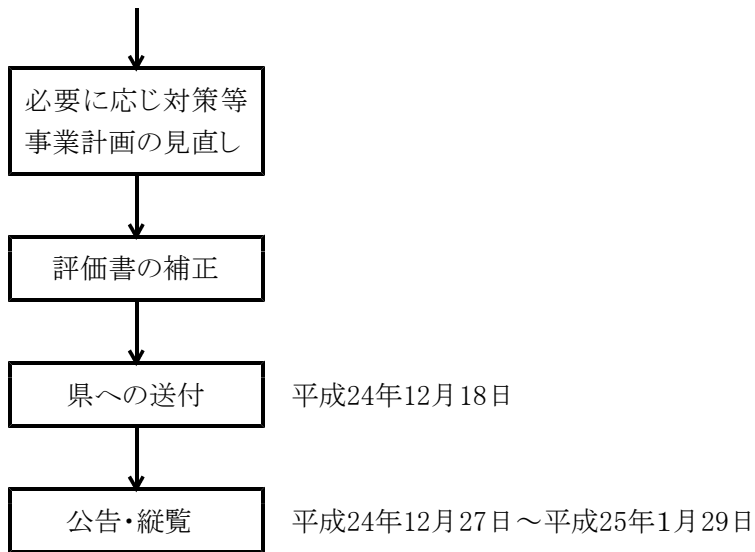 必要に応じ対策等
事業計画の見直し
評価書の補正
県への送付
平成24年12月18日
公告・縦覧
平成24年12月27日～平成25年1月29日